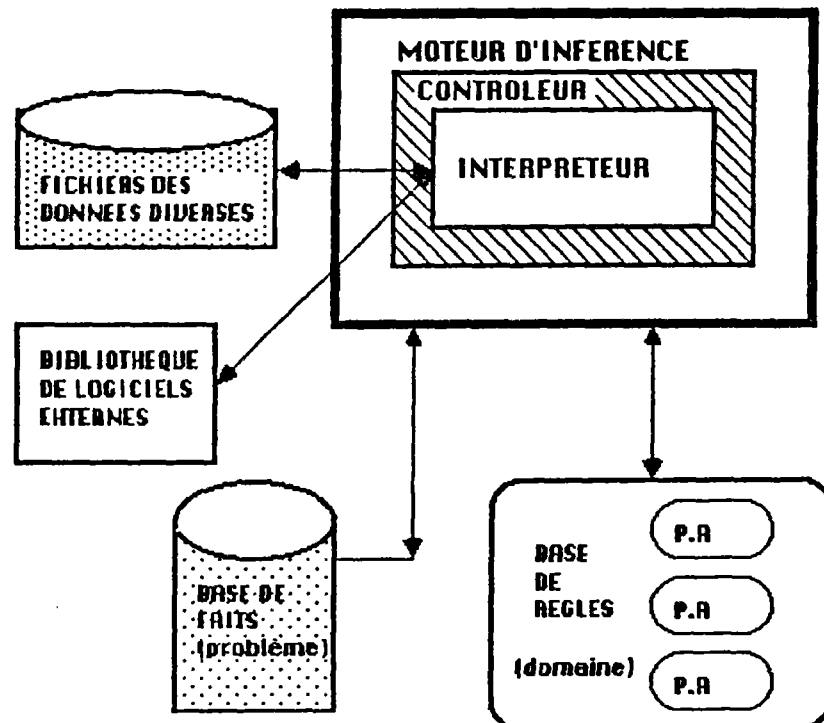 MOTEUR D'INFERENCE
CONTROLEUR
INTERPRETEUR
FICHIERS DES
DONNEES DIVERSES
BIBLIOTHEQUE
DE LOGICIELS
EXTERNES
BASE DE
FAITS
(problème)
BASE
DE
REGLES
(domaine)
P.A
P.A
P.A